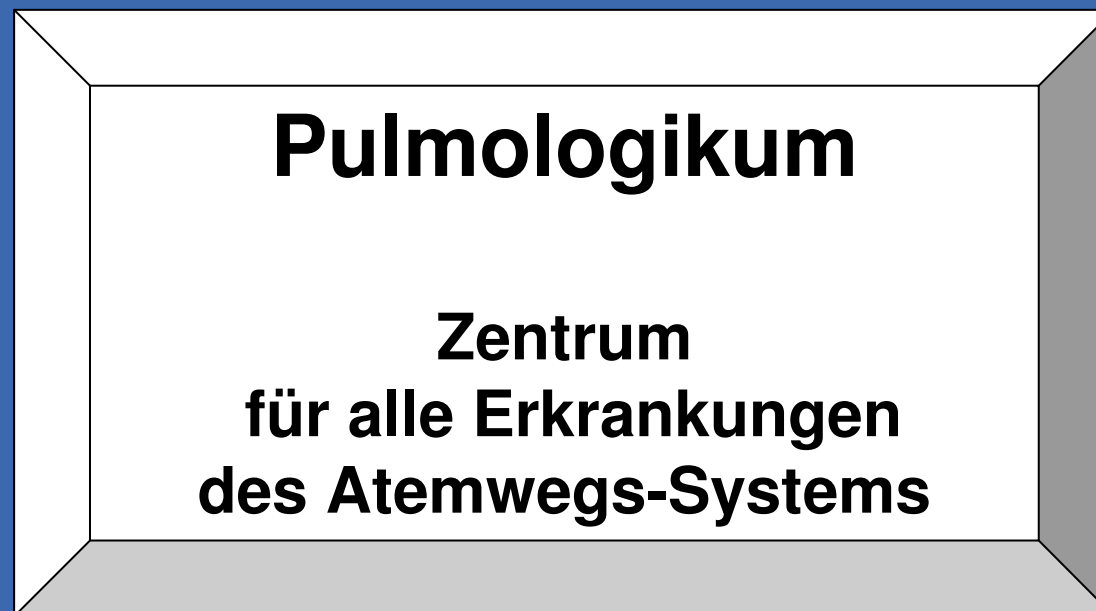 Pulmologikum
Zentrum
für alle Erkrankungen
des Atemwegs-Systems